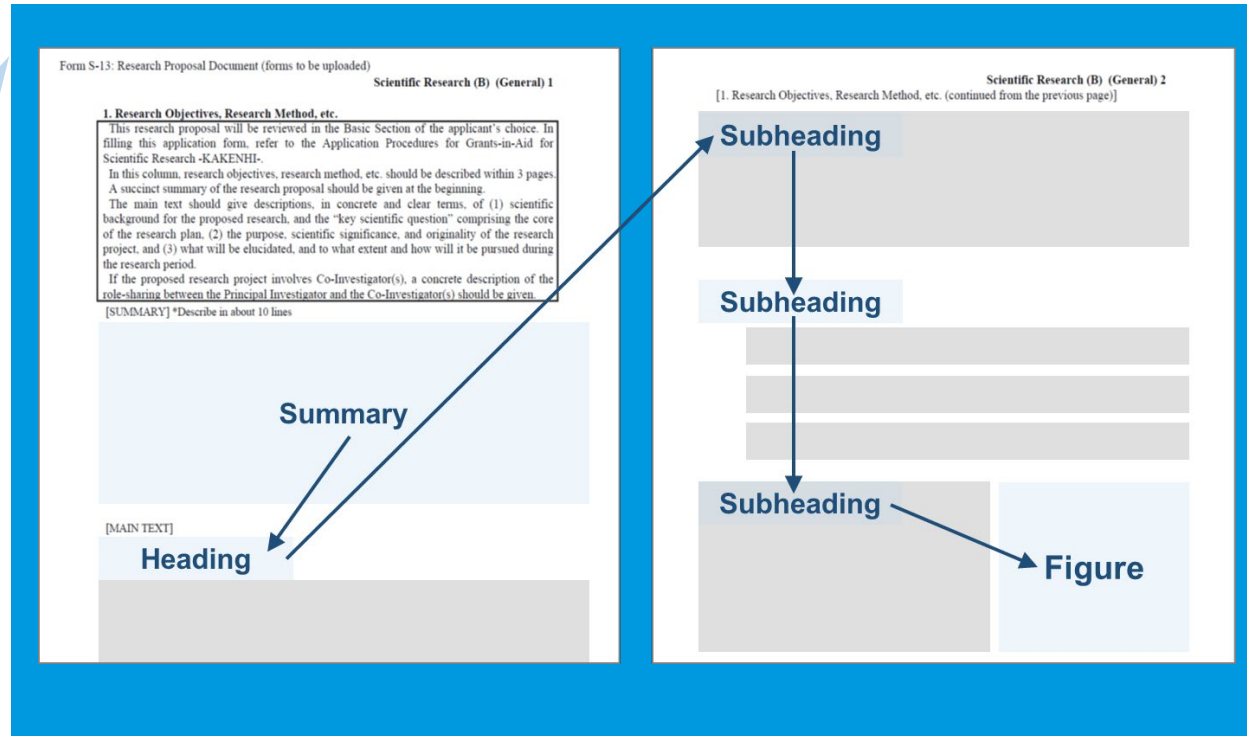 Form S-13: Research Proposal Document (forms to be uploaded)
Scientific Research (B) (General) 1
1. Research Objectives, Research Method, etc.
This research proposal will be reviewed in the Basic Section of the applicant's choice. In
filling this application form, refer to the Application Procedures for Grants-in-Aid for
Scientific Research -KAKENHI-.
In this column, research objectives, research method, etc. should be described within 3 pages.
A succinct summary of the research proposal should be given at the beginning.
The main text should give descriptions, in concrete and clear terms, of (1) scientific
background for the proposed research, and the “key scientific question” comprising the core
of the research plan, (2) the purpose, scientific significance, and originality of the research
project, and (3) what will be elucidated, and to what extent and how will it be pursued during
the research period.
If the proposed research project involves Co-Investigator(s), a concrete description of the
role-sharing between the Principal Investigator and the Co-Investigator(s) should be given.
[SUMMARY] *Describe in about 10 lines
Summary
[MAIN TEXT]
Heading
Scientific Research (B) (General) 2
[1. Research Objectives, Research Method, etc. (continued from the previous page)]
Subheading
Subheading
Subheading
Figure